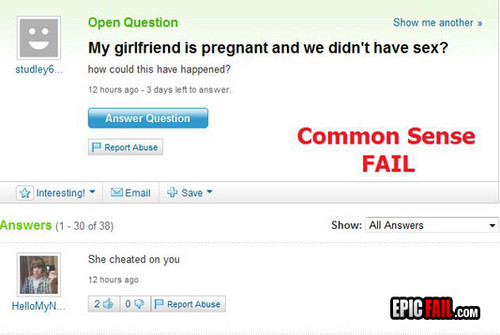 Open Question
Show me another »
My girlfriend is pregnant and we didn't have sex?
studley6...
how could this have happened?
12 hours ago - 3 days left to answer.
Answer Question
Report Abuse
Common Sense
FAIL
Interesting! Email Save
Answers (1 - 30 of 38)
Show: All Answers
She cheated on you
12 hours ago
HelloMyN...
2 0 Report Abuse
EPICFAIL.COM